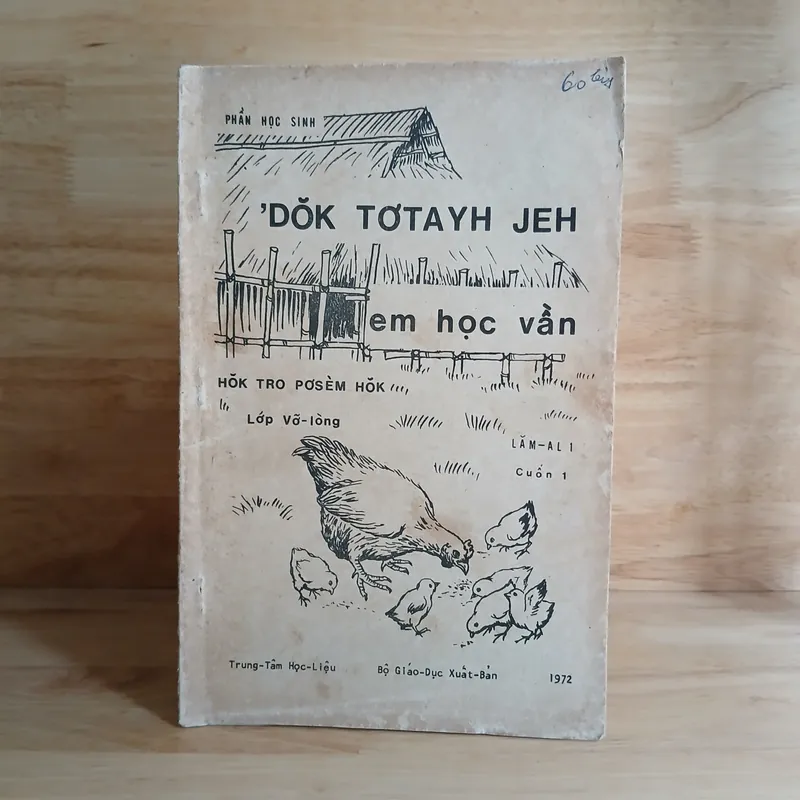 60
PHẦN HỌC SINH
'DŎK TƠTAYH JEH
em học vần
HŎK TRO PƠSÈM HŎK
Lớp Vỡ-lòng
LĂM-AL 1
Cuốn 1
Trung-Tâm Học-Liệu Bộ Giáo-Dục Xuất-Bản 1972